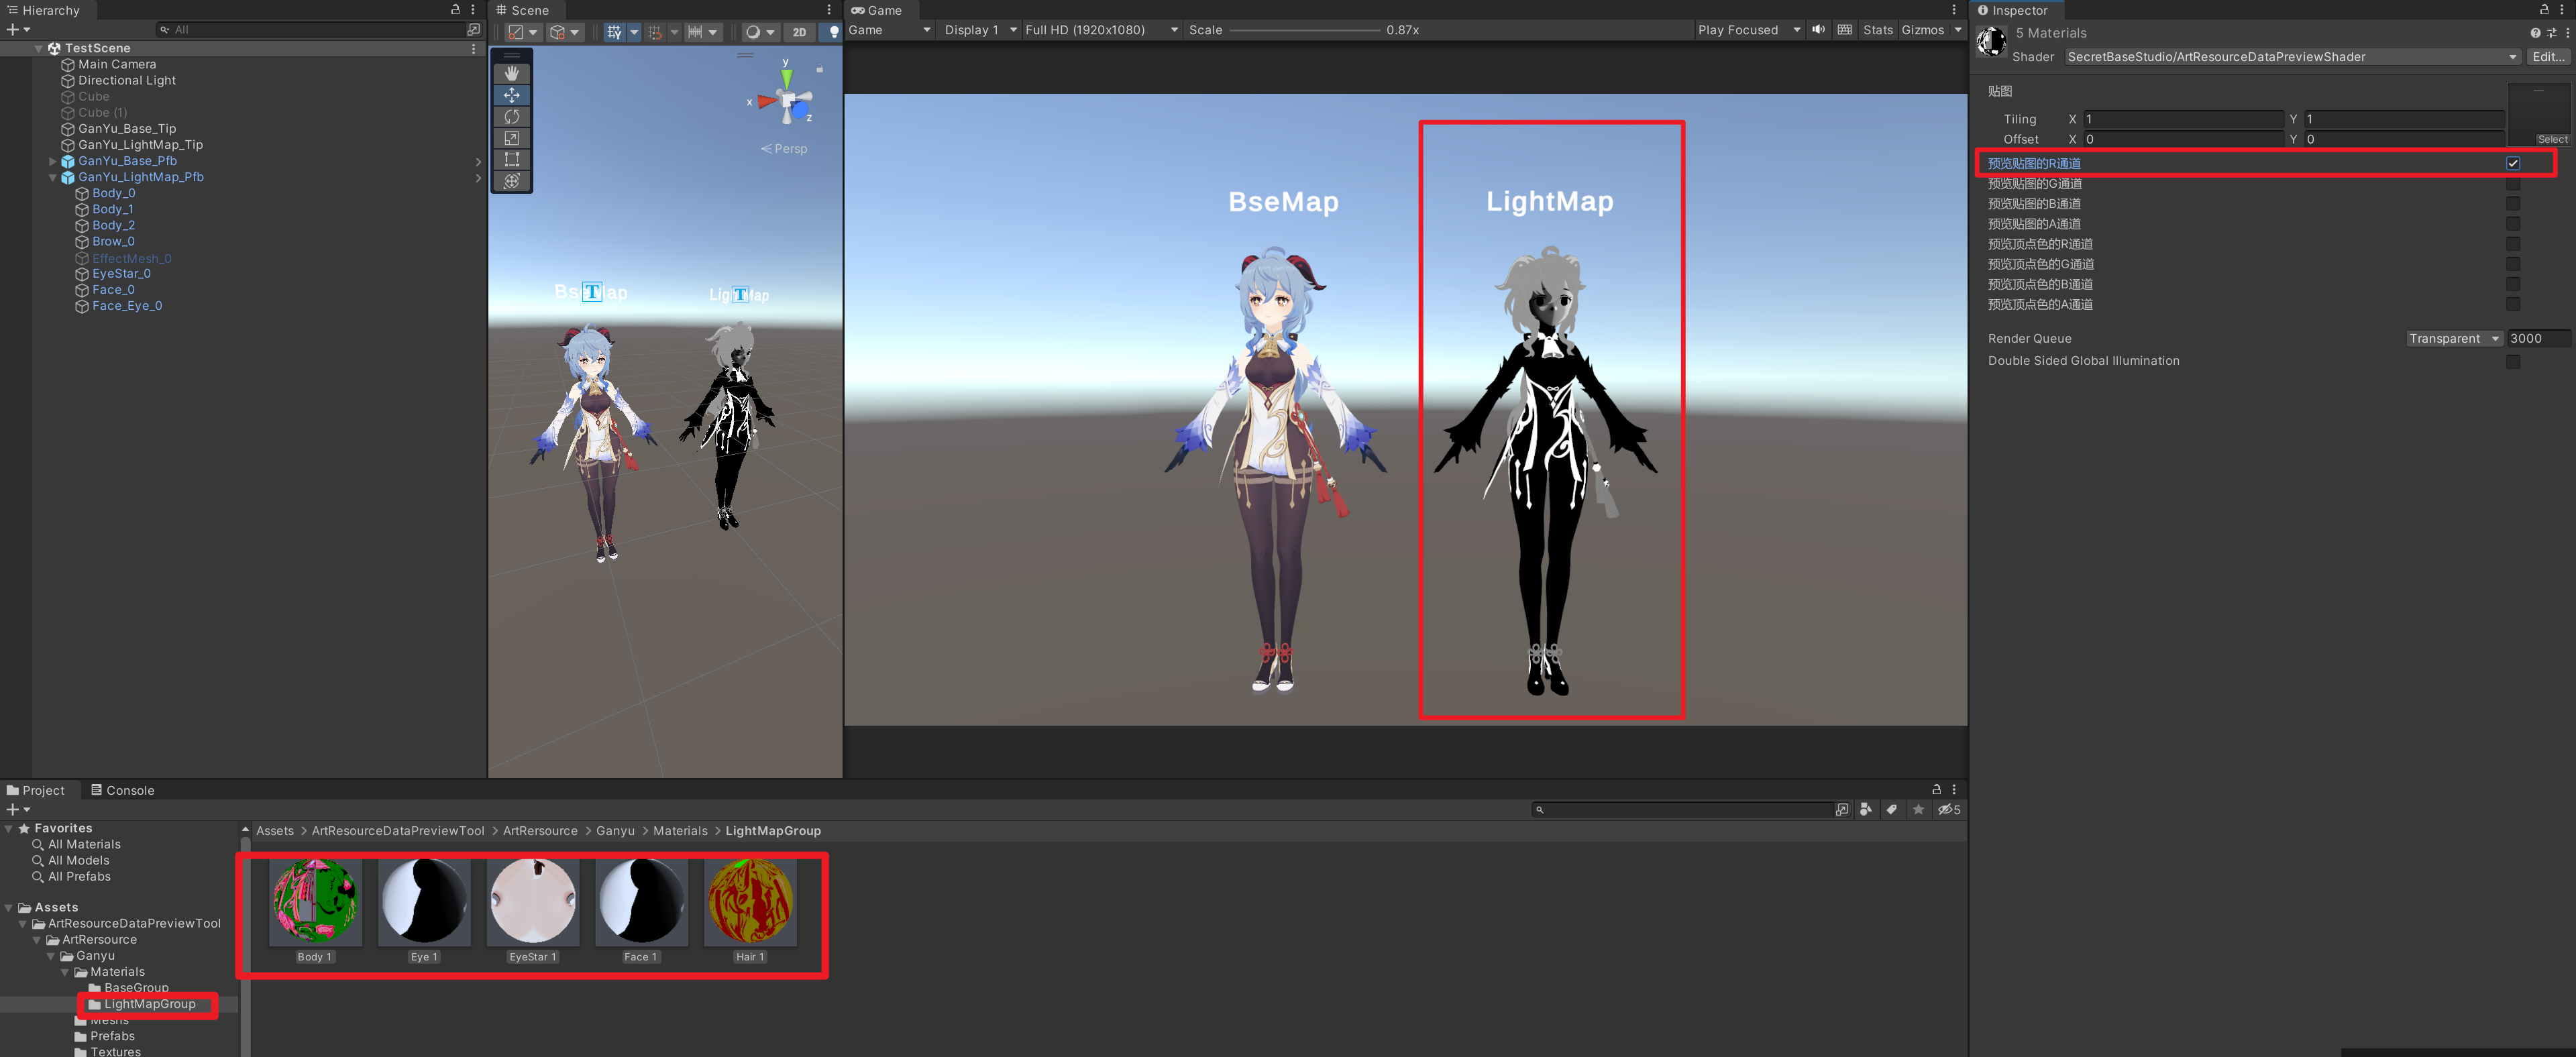 Hierarchy
All
TestScene
Main Camera
Directional Light
Cube
Cube (1)
GanYu_Base_Tip
GanYu_LightMap_Tip
GanYu_Base_Pfb
GanYu_LightMap_Pfb
Body_0
Body_1
Body_2
Brow_0
EffectMesh_0
EyeStar_0
Face_0
Face_Eye_0
Scene
2D
y
x
z
Persp
Game
Game Display 1 Full HD (1920x1080) Scale 0.87x Play Focused Stats Gizmos
BseMap
LightMap
Inspector
5 Materials
Shader SecretBaseStudio/ArtResourceDataPreviewShader Edit...
贴图
Tiling X 1 Y 1
Offset X 0 Y 0
Select
预览贴图的R通道
预览贴图的G通道
预览贴图的B通道
预览贴图的A通道
预览顶点色的R通道
预览顶点色的G通道
预览顶点色的B通道
预览顶点色的A通道
Render Queue Transparent 3000
Double Sided Global Illumination
Project Console
5
Favorites
All Materials
All Models
All Prefabs
Assets
ArtResourceDataPreviewTool
ArtRersource
Ganyu
Materials
BaseGroup
LightMapGroup
Meshs
Prefabs
Textures
Assets > ArtResourceDataPreviewTool > ArtRersource > Ganyu > Materials > LightMapGroup
Body 1
Eye 1
EyeStar 1
Face 1
Hair 1